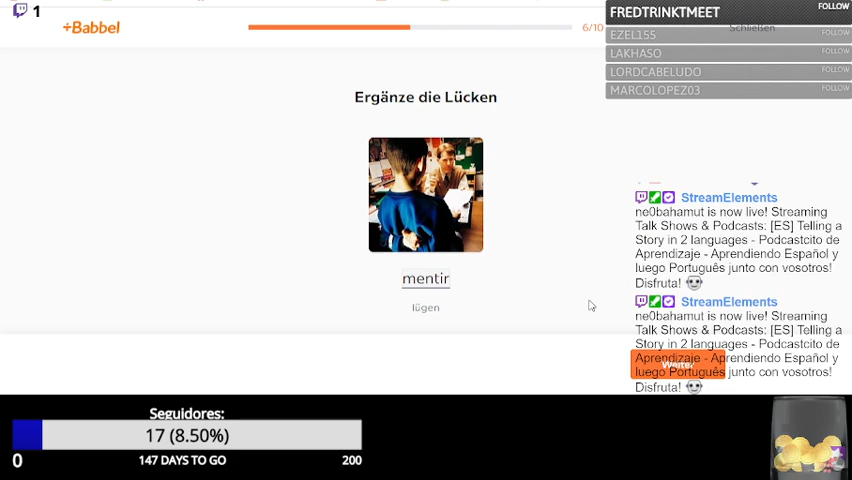 1
+Babbel
6/10
Schließen
FREDTRINKTMEET
FOLLOW
EZEL155
FOLLOW
LAKHASO
FOLLOW
LORDCABELUDO
FOLLOW
MARCOLOPEZ03
FOLLOW
Ergänze die Lücken
mentir
lügen
StreamElements
ne0bahamut is now live! Streaming
Talk Shows & Podcasts: [ES] Telling a
Story in 2 languages - Podcastcito de
Aprendizaje - Aprendiendo Español y
luego Português junto con vosotros!
Disfruta!
StreamElements
ne0bahamut is now live! Streaming
Talk Shows & Podcasts: [ES] Telling a
Story in 2 languages - Podcastcito de
Aprendizaje - Aprendiendo Español y
luego Português junto con vosotros!
Disfruta!
Weiter
Seguidores:
17 (8.50%)
0
147 DAYS TO GO
200